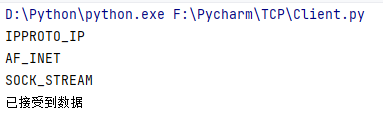 D:\Python\python.exe F:\Pycharm\TCP\Client.py
IPPROTO_IP
AF_INET
SOCK_STREAM
已接受到数据